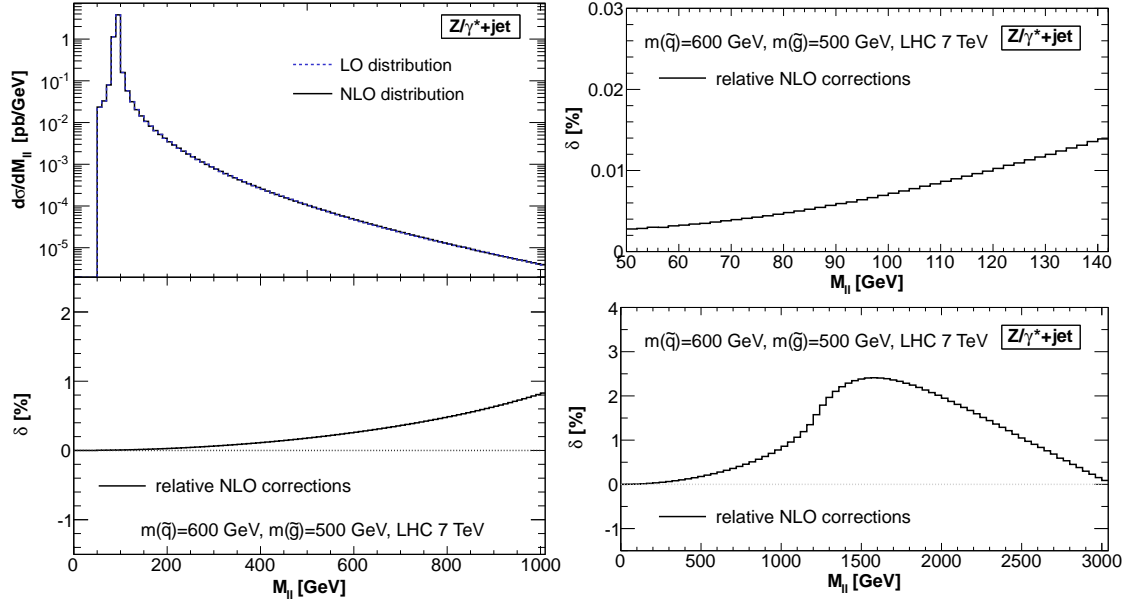 Z/γ*+jet
dσ/dM_ll [pb/GeV]
1
10^-1
10^-2
10^-3
10^-4
10^-5
LO distribution
NLO distribution
δ [%]
2
1
0
-1
relative NLO corrections
m(q̃)=600 GeV, m(g̃)=500 GeV, LHC 7 TeV
0 200 400 600 800 1000
M_ll [GeV]
m(q̃)=600 GeV, m(g̃)=500 GeV, LHC 7 TeV
Z/γ*+jet
relative NLO corrections
δ [%]
0.03
0.02
0.01
0.0
50 60 70 80 90 100 110 120 130 140
M_ll [GeV]
m(q̃)=600 GeV, m(g̃)=500 GeV, LHC 7 TeV
Z/γ*+jet
δ [%]
4
3
2
1
0
-1
relative NLO corrections
0 500 1000 1500 2000 2500 3000
M_ll [GeV]